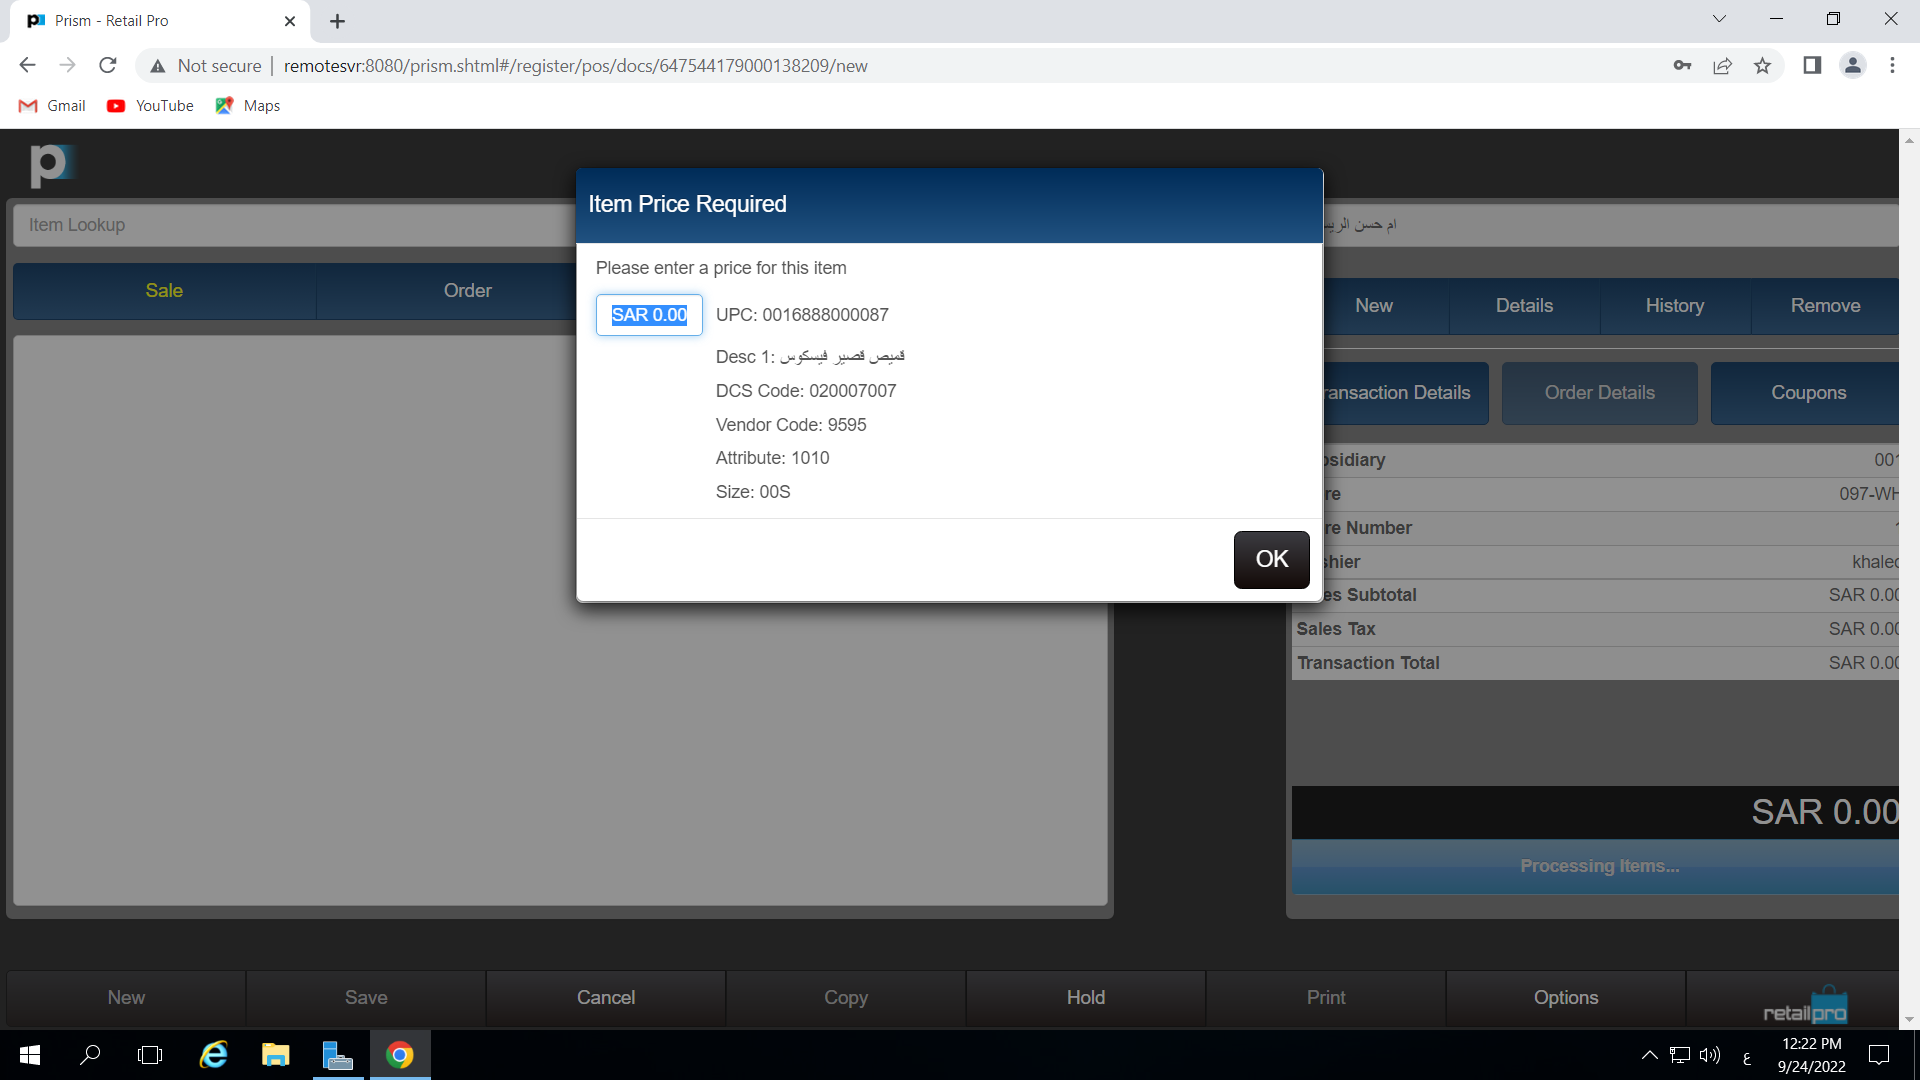 Prism - Retail Pro
Not secure
remotesvr:8080/prism.shtml#/register/pos/docs/647544179000138209/new
Gmail
YouTube
Maps
p
Item Price Required
Item Lookup
ام حسن
Please enter a price for this item
Sale
Order
SAR 0.00
UPC: 0016888000087
New
Details
History
Remove
Desc 1: قميص قصير فيسكوس
DCS Code: 020007007
ransaction Details
Order Details
Coupons
Vendor Code: 9595
Attribute: 1010
sidiary
001
Size: 00S
re
097-WH
re Number
1
OK
hier
khaled
es Subtotal
SAR 0.00
Sales Tax
SAR 0.00
Transaction Total
SAR 0.00
SAR 0.00
Processing Items...
New
Save
Cancel
Copy
Hold
Print
Options
retailpro
ع
12:22 PM
9/24/2022